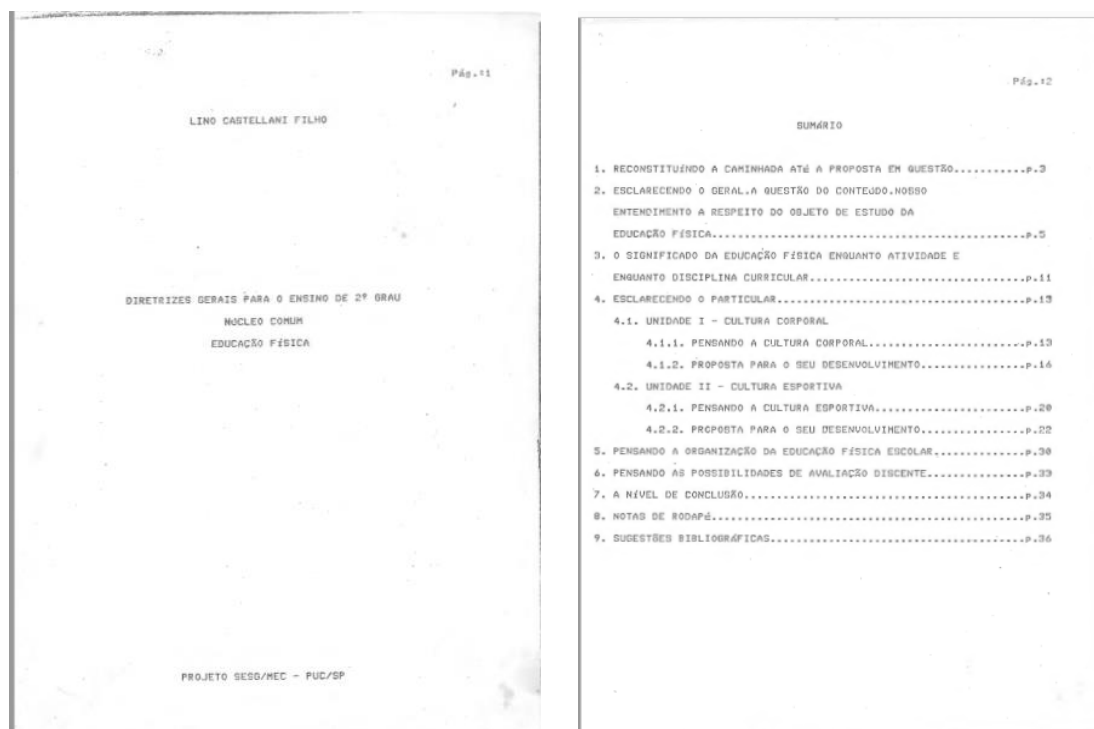 Pág.:1
LINO CASTELLANI FILHO
DIRETRIZES GERAIS PARA O ENSINO DE 2º GRAU
NÚCLEO COMUM
EDUCAÇÃO FÍSICA
PROJETO SESG/MEC - PUC/SP
Pág.:2
SUMÁRIO
1. RECONSTITUÍNDO A CAMINHADA ATÉ A PROPOSTA EM QUESTÃO...........p.3
2. ESCLARECENDO O GERAL.A QUESTÃO DO CONTEÚDO.NOSSO
ENTENDIMENTO A RESPEITO DO OBJETO DE ESTUDO DA
EDUCAÇÃO FÍSICA................................................p.5
3. O SIGNIFICADO DA EDUCAÇÃO FÍSICA ENQUANTO ATIVIDADE E
ENQUANTO DISCIPLINA CURRICULAR.................................p.11
4. ESCLARECENDO O PARTICULAR......................................p.13
4.1. UNIDADE I - CULTURA CORPORAL
4.1.1. PENSANDO A CULTURA CORPORAL........................p.13
4.1.2. PROPOSTA PARA O SEU DESENVOLVIMENTO................p.16
4.2. UNIDADE II - CULTURA ESPORTIVA
4.2.1. PENSANDO A CULTURA ESPORTIVA.......................p.20
4.2.2. PROPOSTA PARA O SEU DESENVOLVIMENTO................p.22
5. PENSANDO A ORGANIZAÇÃO DA EDUCAÇÃO FÍSICA ESCOLAR..............p.30
6. PENSANDO AS POSSIBILIDADES DE AVALIAÇÃO DISCENTE...............p.33
7. A NÍVEL DE CONCLUSÃO...........................................p.34
8. NOTAS DE RODAPÉ................................................p.35
9. SUGESTÕES BIBLIOGRÁFICAS.......................................p.36